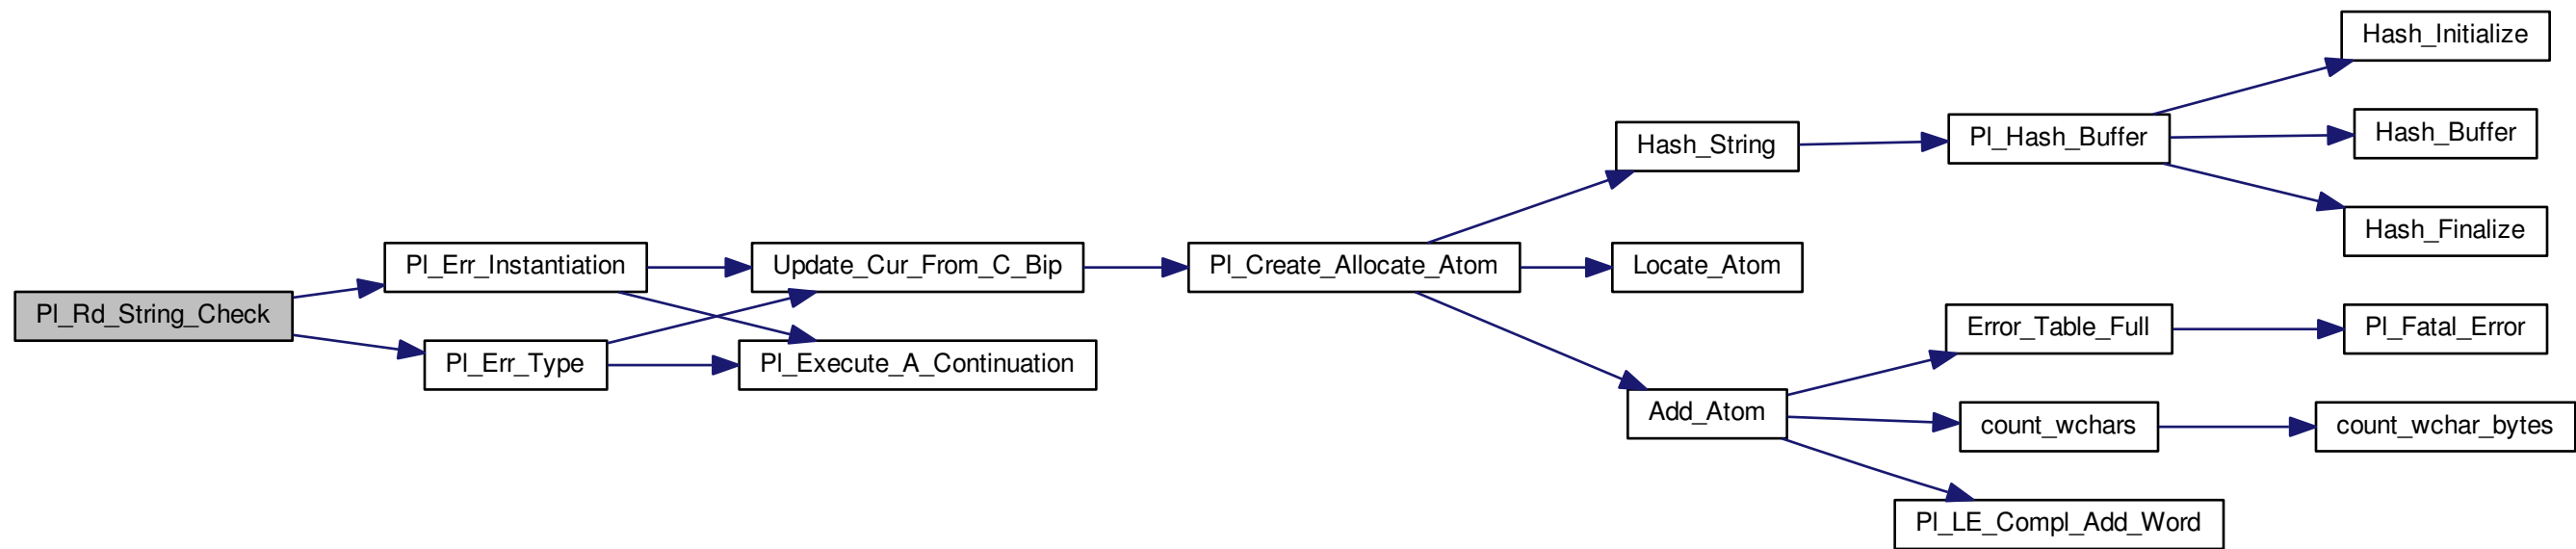 Pl_Rd_String_Check
Pl_Err_Instantiation
Pl_Err_Type
Update_Cur_From_C_Bip
Pl_Execute_A_Continuation
Pl_Create_Allocate_Atom
Hash_String
Locate_Atom
Add_Atom
Pl_Hash_Buffer
Error_Table_Full
count_wchars
Pl_LE_Compl_Add_Word
Hash_Initialize
Hash_Buffer
Hash_Finalize
Pl_Fatal_Error
count_wchar_bytes